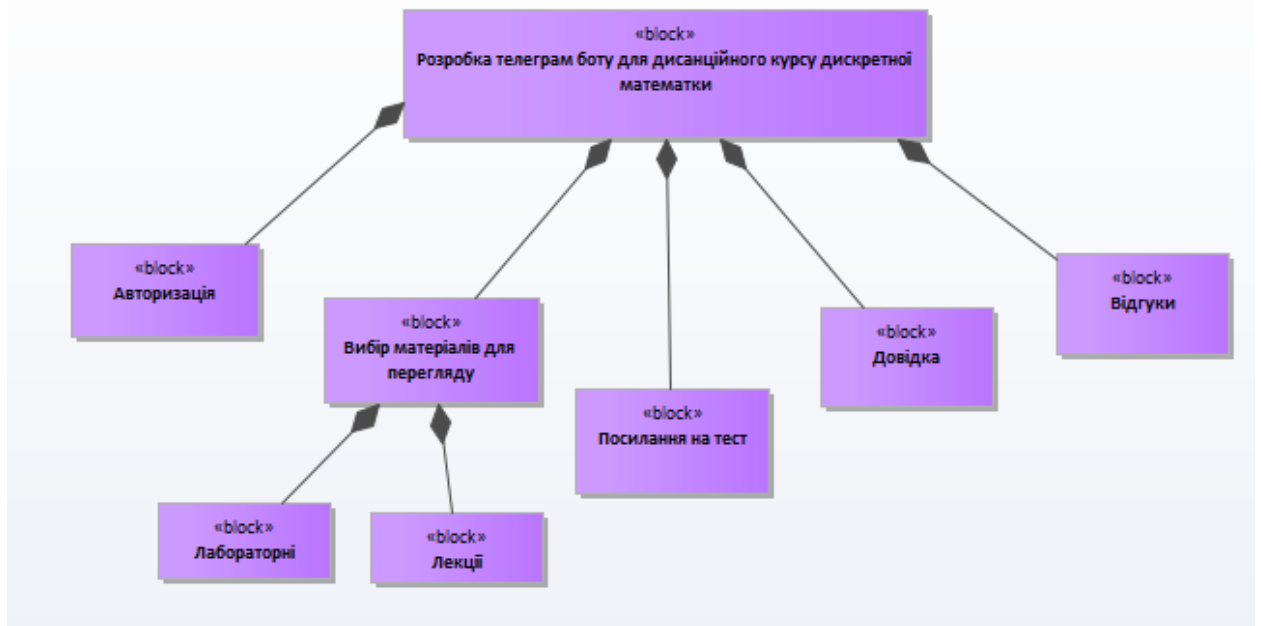 «block»
Розробка телеграм боту для дисанційного курсу дискретної
математки
«block»
Авторизація
«block»
Вибір матеріалів для
перегляду
«block»
Посилання на тест
«block»
Довідка
«block»
Відгуки
«block»
Лабораторні
«block»
Лекції